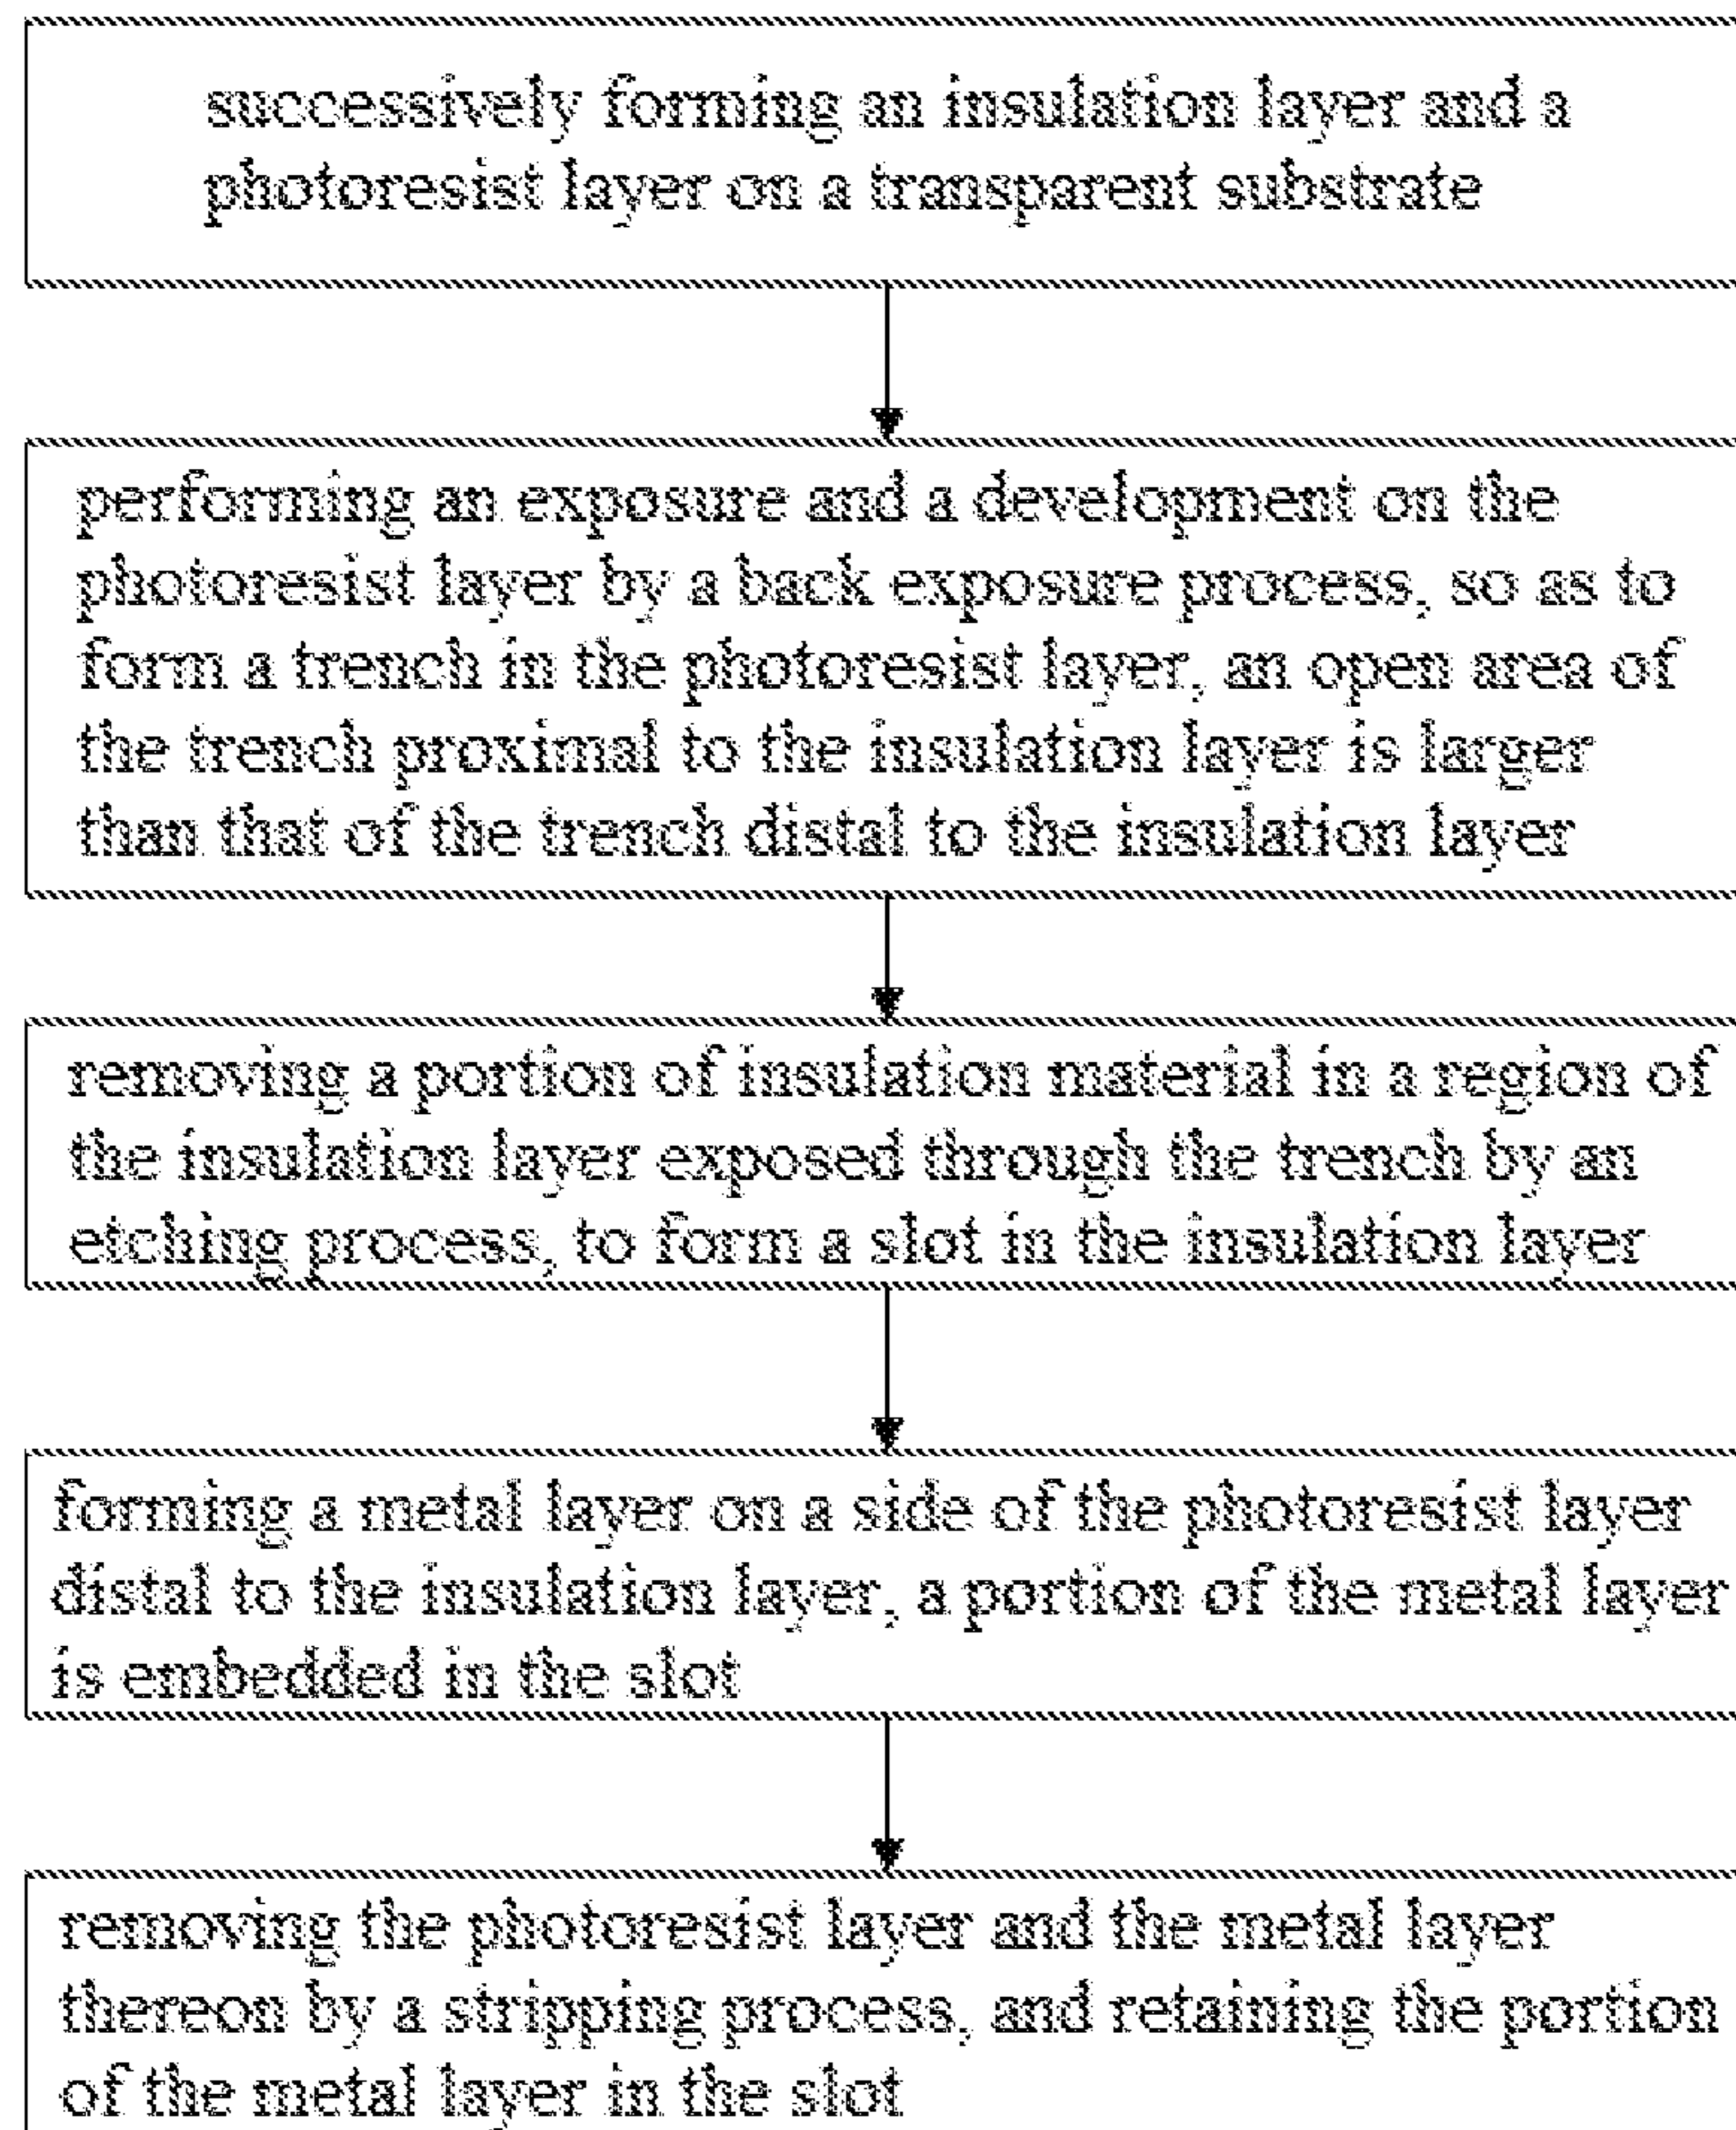 successively forming an insulation layer and a
photoresist layer on a transparent substrate
performing an exposure and a development on the
photoresist layer by a back exposure process, so as to
form a trench in the photoresist layer, an open area of
the trench proximal to the insulation layer is larger
than that of the trench distal to the insulation layer
removing a portion of insulation material in a region of
the insulation layer exposed through the trench by an
etching process, to form a slot in the insulation layer
forming a metal layer on a side of the photoresist layer
distal to the insulation layer, a portion of the metal layer
is embedded in the slot
removing the photoresist layer and the metal layer
thereon by a stripping process, and retaining the portion
of the metal layer in the slot